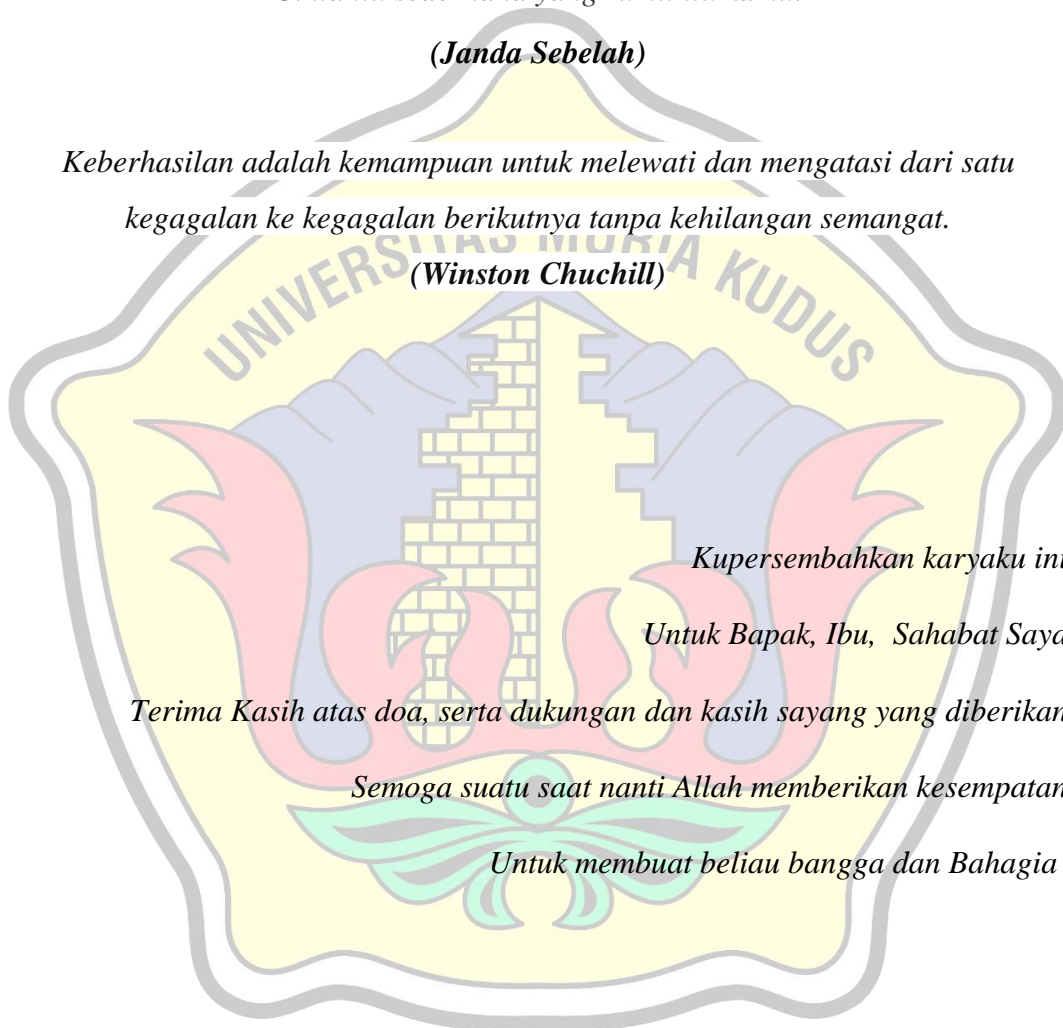 (Janda Sebelah)
Keberhasilan adalah kemampuan untuk melewati dan mengatasi dari satu
kegagalan ke kegagalan berikutnya tanpa kehilangan semangat.
(Winston Chuchill)
UNIVERSITAS MURIA KUDUS
Kupersembahkan karyaku ini
Untuk Bapak, Ibu, Sahabat Saya
Terima Kasih atas doa, serta dukungan dan kasih sayang yang diberikan
Semoga suatu saat nanti Allah memberikan kesempatan
Untuk membuat beliau bangga dan Bahagia